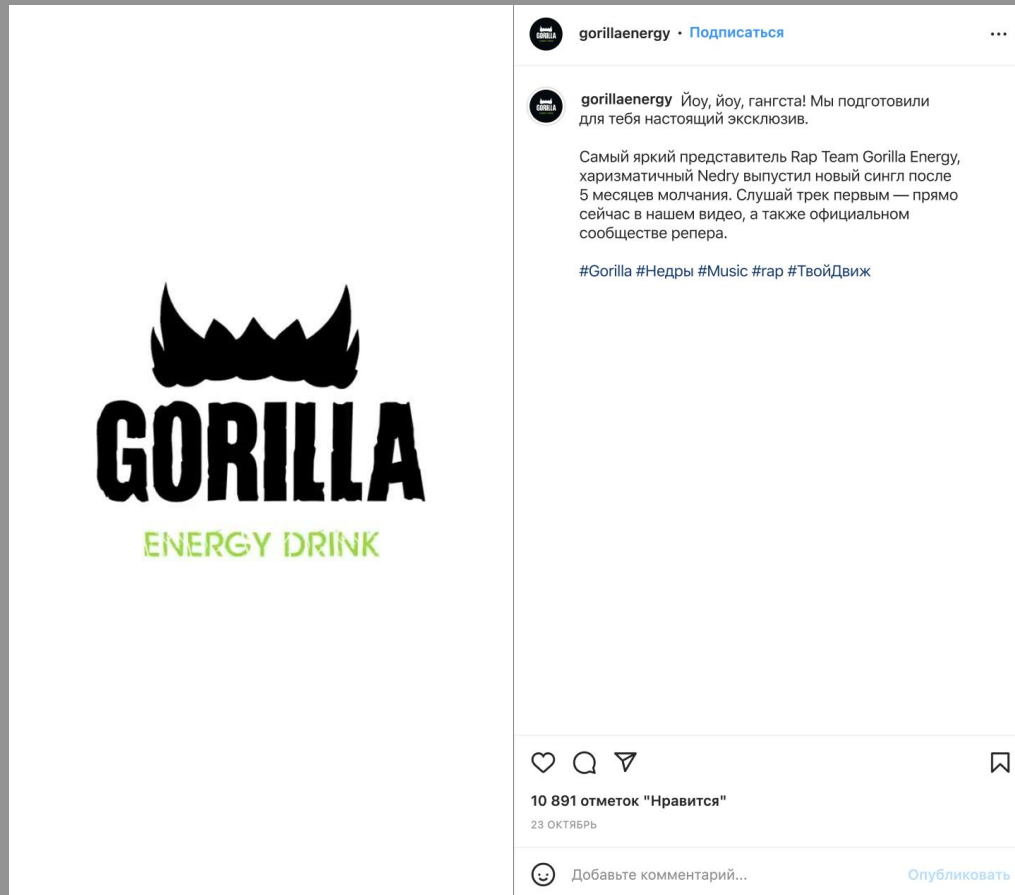 GORILLA
ENERGY DRINK
gorillaenergy • Подписаться
gorillaenergy Йоу, йоу, гангста! Мы подготовили
для тебя настоящий эксклюзив.
Самый яркий представитель Rap Team Gorilla Energy,
харизматичный Nedry выпустил новый сингл после
5 месяцев молчания. Слушай трек первым — прямо
сейчас в нашем видео, а также официальном
сообществе репера.
#Gorilla #Недры #Music #rap #ТвойДвиж
10 891 отметок "Нравится"
23 ОКТЯБРЬ
Добавьте комментарий... Опубликовать